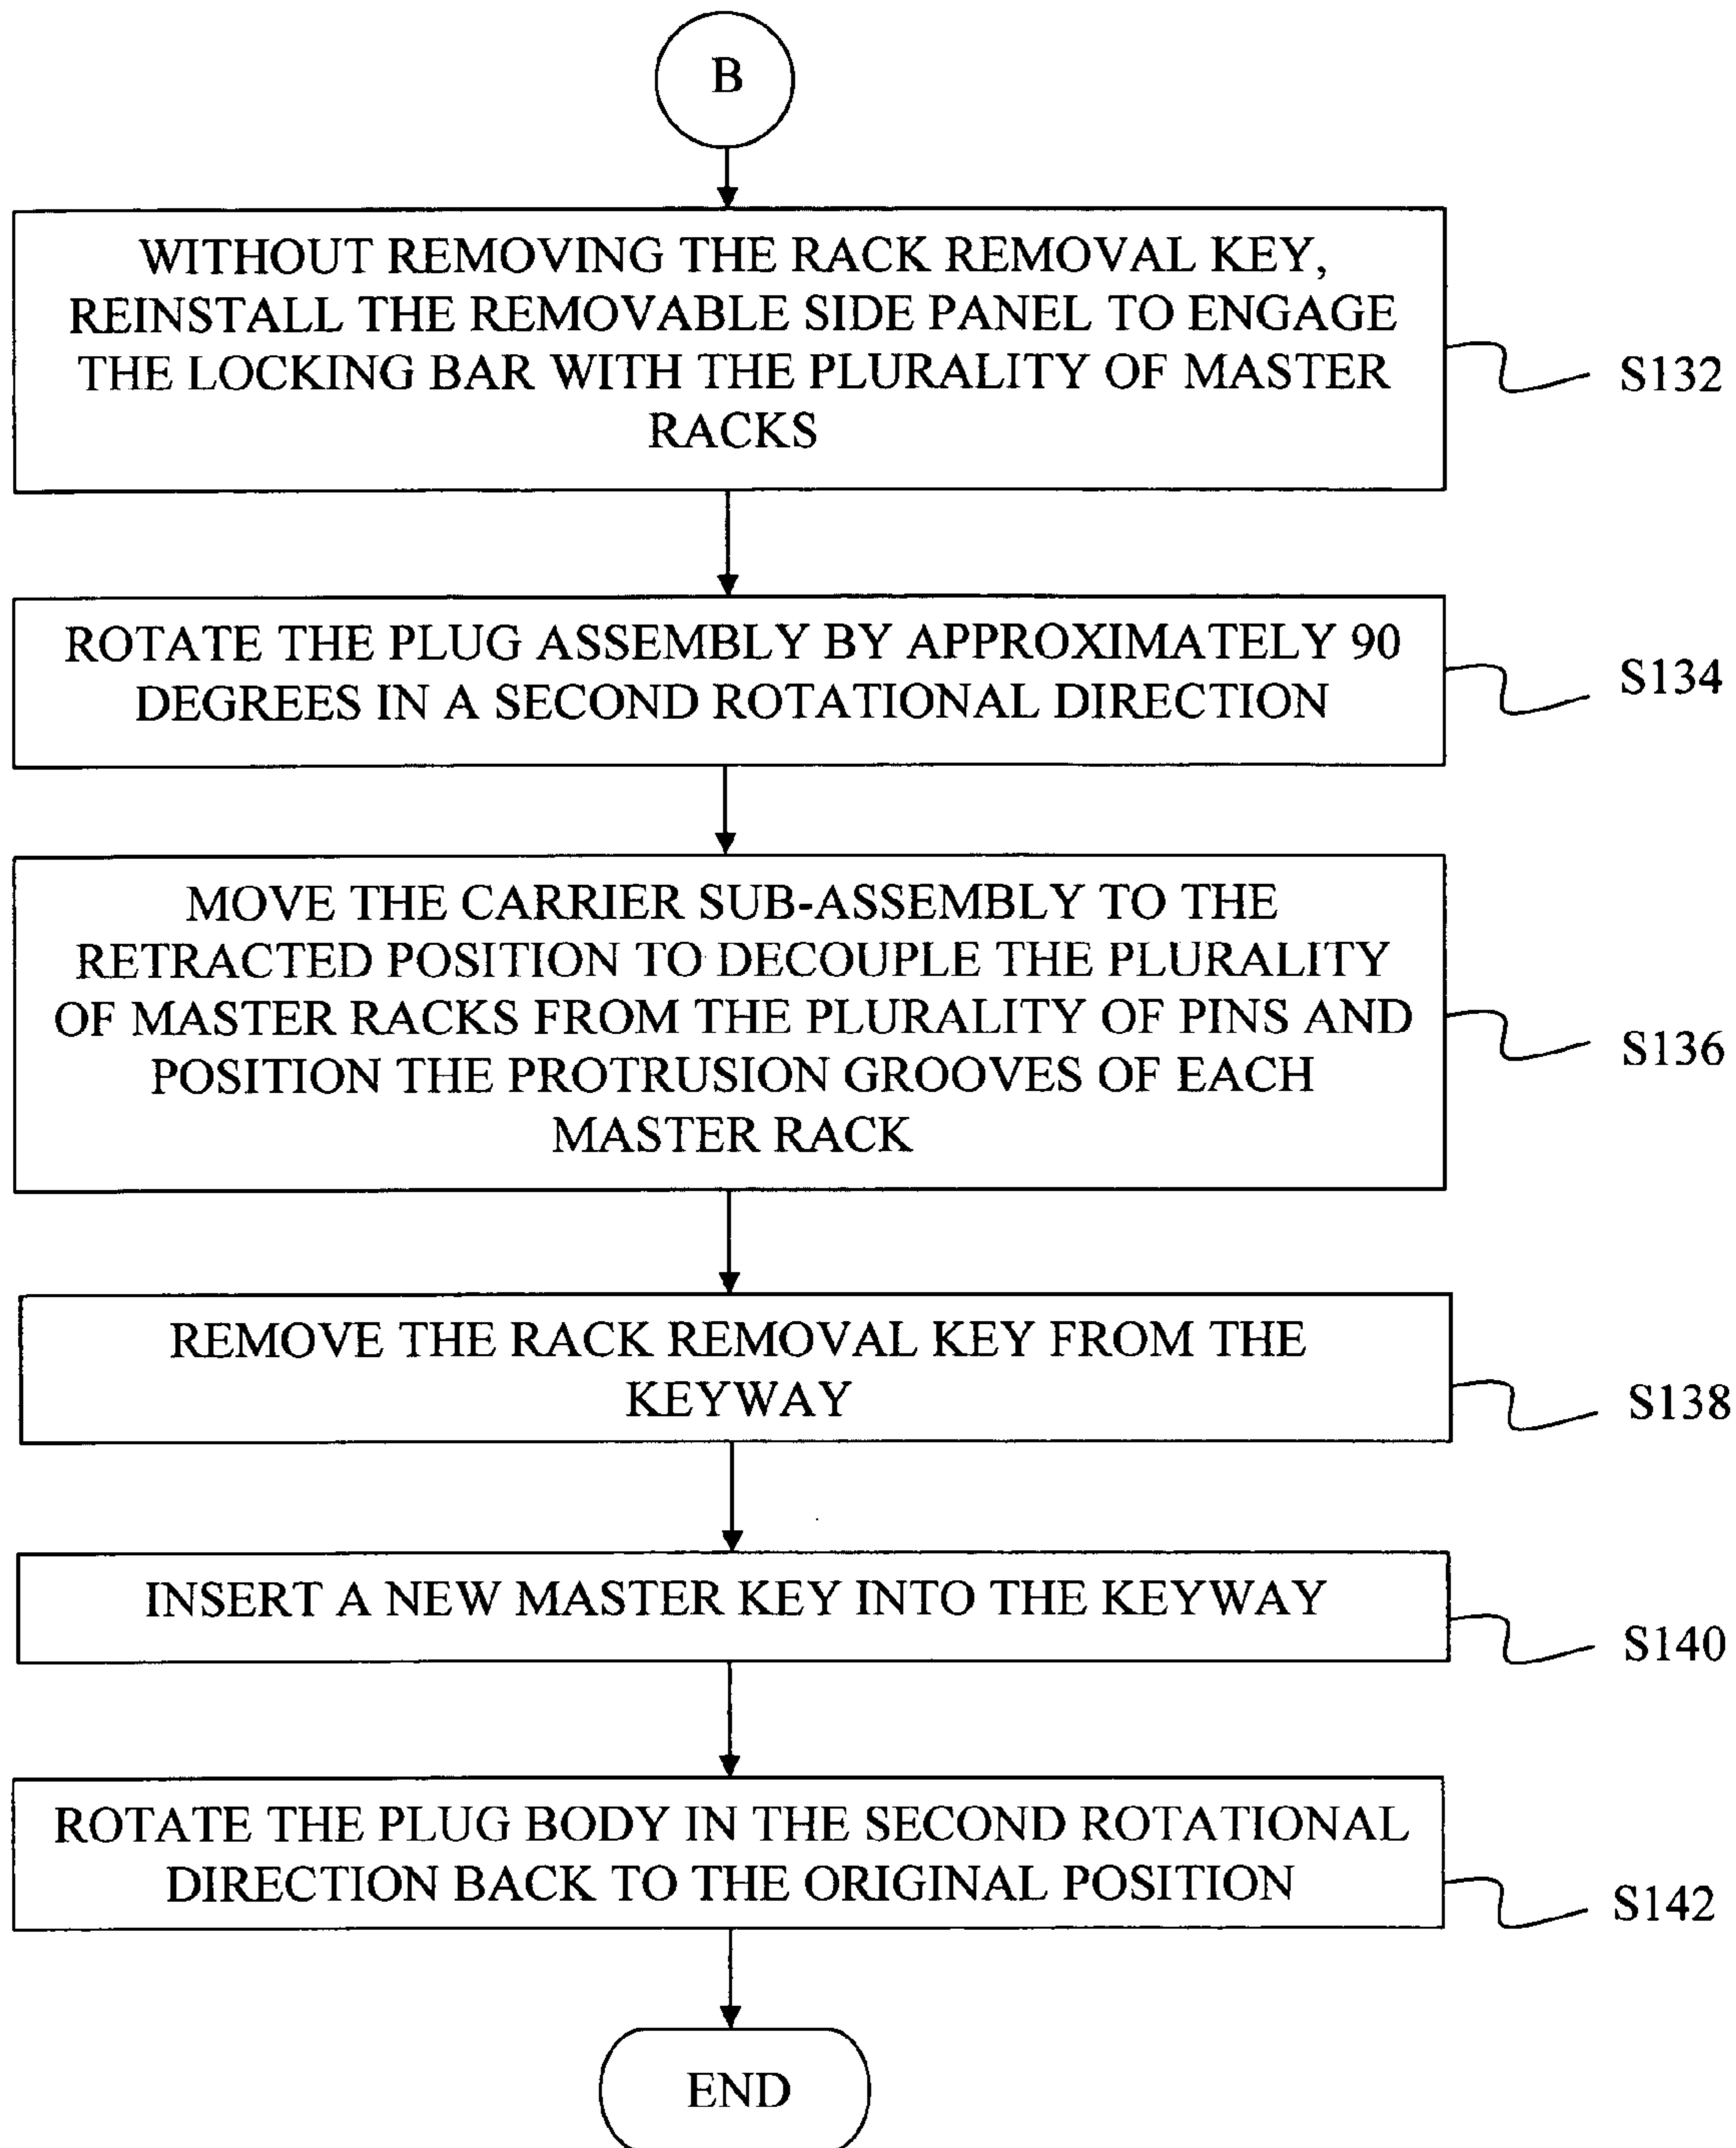 B
WITHOUT REMOVING THE RACK REMOVAL KEY,
REINSTALL THE REMOVABLE SIDE PANEL TO ENGAGE
THE LOCKING BAR WITH THE PLURALITY OF MASTER
RACKS
S132
ROTATE THE PLUG ASSEMBLY BY APPROXIMATELY 90
DEGREES IN A SECOND ROTATIONAL DIRECTION
S134
MOVE THE CARRIER SUB-ASSEMBLY TO THE
RETRACTED POSITION TO DECOUPLE THE PLURALITY
OF MASTER RACKS FROM THE PLURALITY OF PINS AND
POSITION THE PROTRUSION GROOVES OF EACH
MASTER RACK
S136
REMOVE THE RACK REMOVAL KEY FROM THE
KEYWAY
S138
INSERT A NEW MASTER KEY INTO THE KEYWAY
S140
ROTATE THE PLUG BODY IN THE SECOND ROTATIONAL
DIRECTION BACK TO THE ORIGINAL POSITION
S142
END